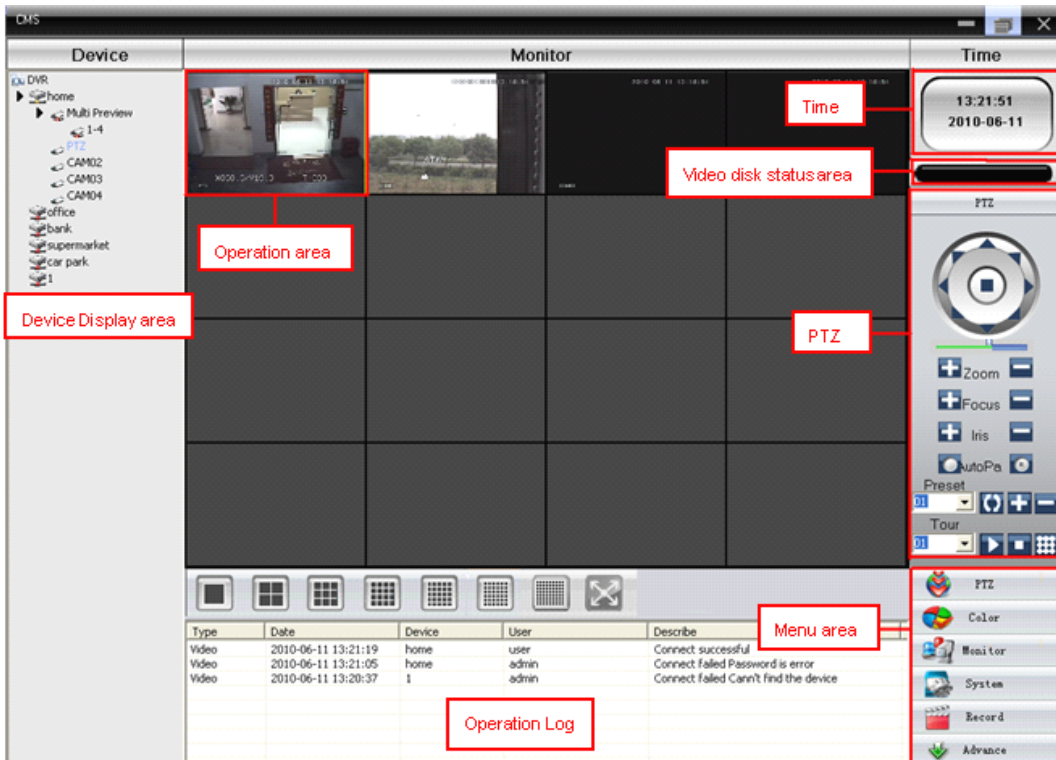 CMS
Device
Monitor
Time
DVR
home
Multi Preview
1-4
PTZ
CAM02
CAM03
CAM04
office
bank
supermarket
car park
1
Device Display area
Operation area
Time
13:21:51
2010-06-11
Video disk status area
PTZ
PTZ
Zoom
Focus
Iris
AutoPa
Preset
01
Tour
01
Type Date Device User Describe
Video 2010-06-11 13:21:19 home user Connect successful
Video 2010-06-11 13:21:05 home admin Connect failed Password is error
Video 2010-06-11 13:20:37 1 admin Connect failed Cann't find the device
Operation Log
Menu area
PTZ
Color
Monitor
System
Record
Advance